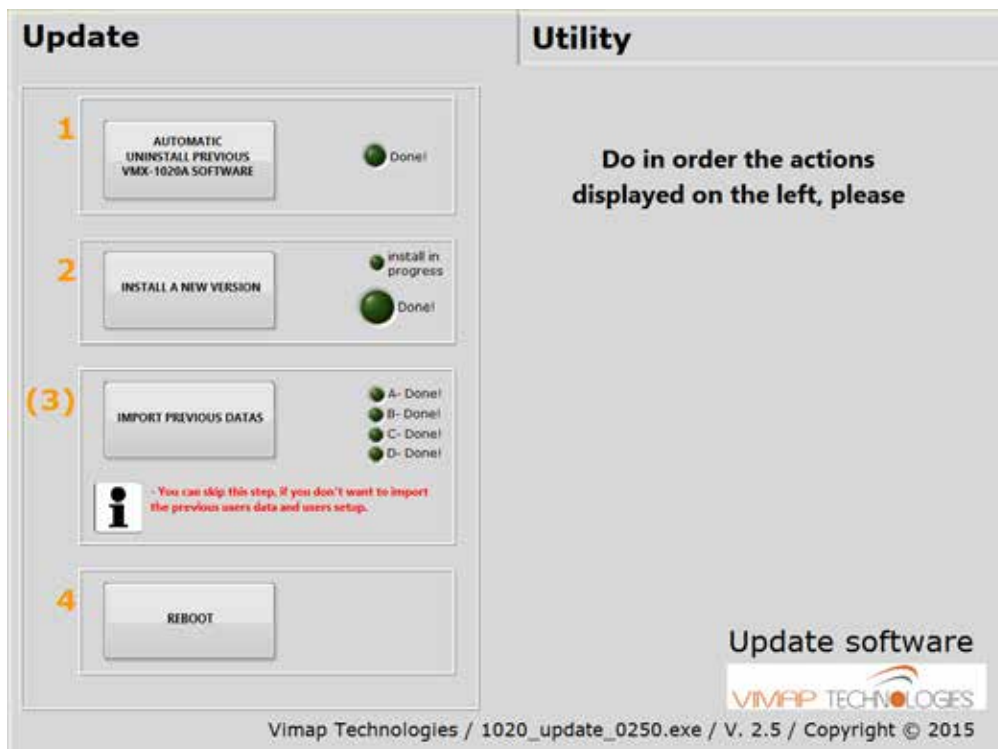 Update
Utility
1
AUTOMATIC
UNINSTALL PREVIOUS
VMX-1020A SOFTWARE
Done!
2
INSTALL A NEW VERSION
install in
progress
Done!
(3)
IMPORT PREVIOUS DATAS
A- Done!
B- Done!
C- Done!
D- Done!
- You can skip this step, if you don't want to import
the previous users data and users setup.
4
REBOOT
Do in order the actions
displayed on the left, please
Update software
VIMAP TECHNOLOGIES
Vimap Technologies / 1020_update_0250.exe / V. 2.5 / Copyright © 2015